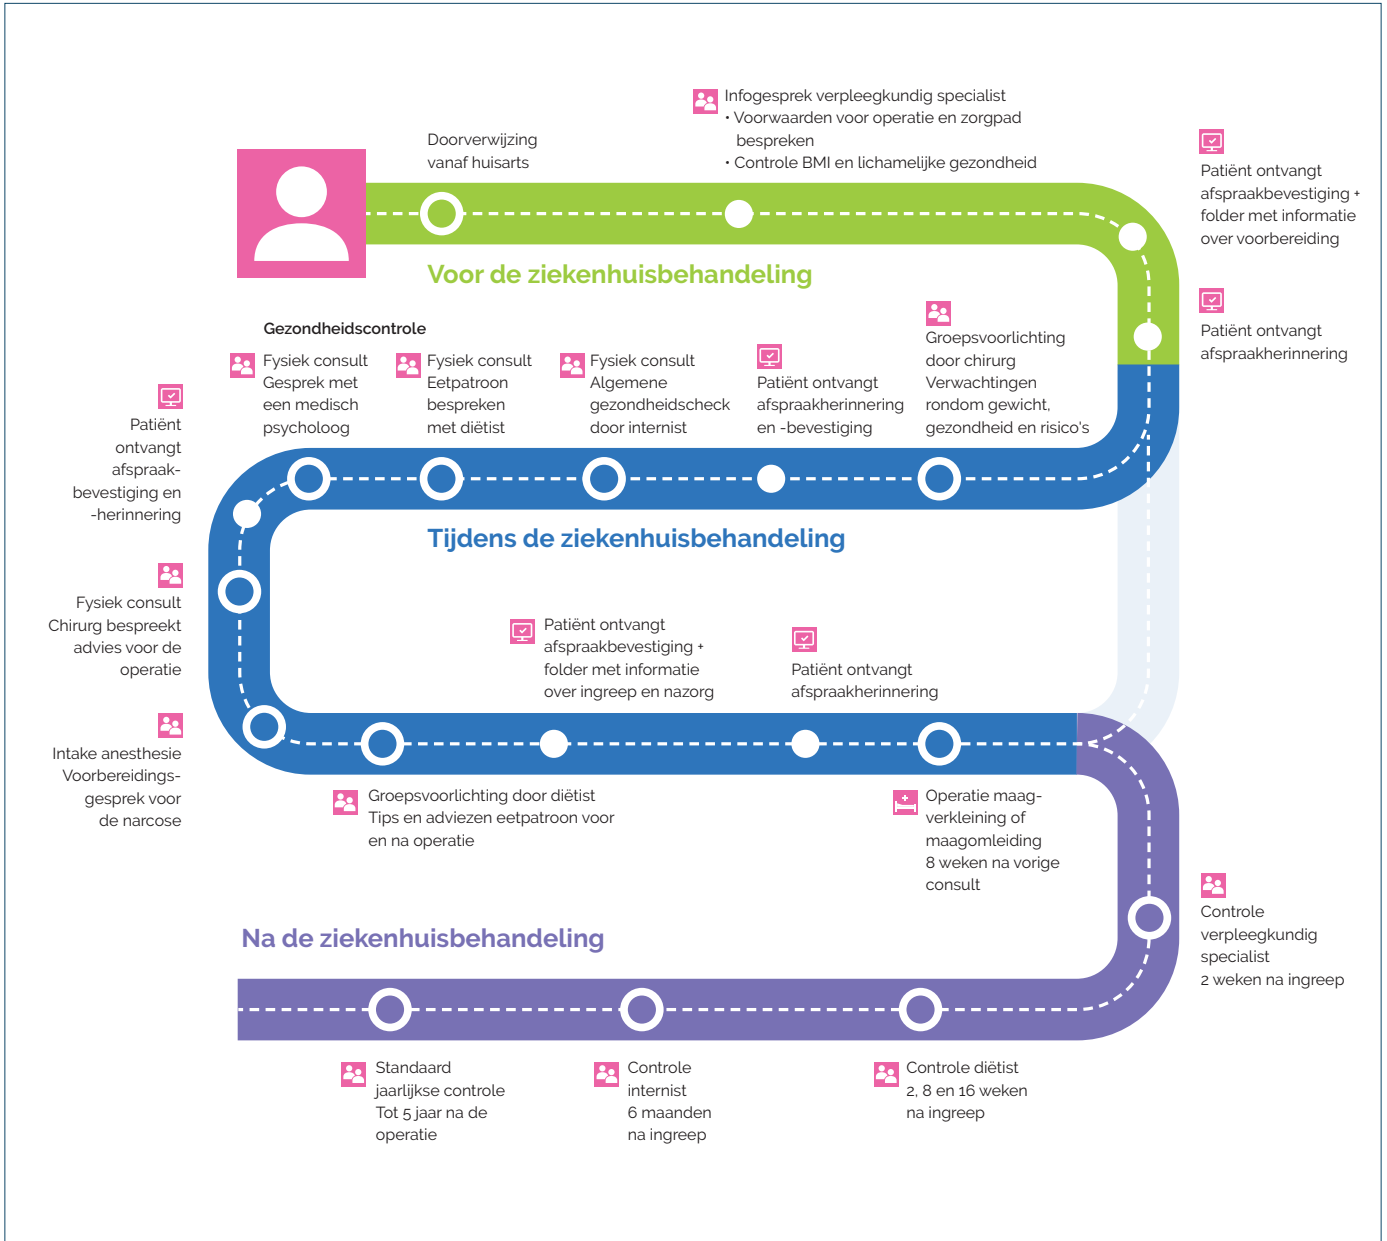 Doorverwijzing
vanaf huisarts
Infogesprek verpleegkundig specialist
• Voorwaarden voor operatie en zorgpad
bespreken
• Controle BMI en lichamelijke gezondheid
Patiënt ontvangt
afspraakbevestiging +
folder met informatie
over voorbereiding
Voor de ziekenhuisbehandeling
Patiënt ontvangt
afspraakherinnering
Groepsvoorlichting
door chirurg
Verwachtingen
rondom gewicht,
gezondheid en risico's
Patiënt ontvangt
afspraakherinnering
en -bevestiging
Gezondheidscontrole
Fysiek consult
Algemene
gezondheidscheck
door internist
Fysiek consult
Eetpatroon
bespreken
met diëtist
Fysiek consult
Gesprek met
een medisch
psycholoog
Patiënt
ontvangt
afspraak-
bevestiging en
-herinnering
Tijdens de ziekenhuisbehandeling
Fysiek consult
Chirurg bespreekt
advies voor de
operatie
Intake anesthesie
Voorbereidings-
gesprek voor
de narcose
Groepsvoorlichting door diëtist
Tips en adviezen eetpatroon voor
en na operatie
Patiënt ontvangt
afspraakbevestiging +
folder met informatie
over ingreep en nazorg
Patiënt ontvangt
afspraakherinnering
Operatie maag-
verkleining of
maagomleiding
8 weken na vorige
consult
Controle
verpleegkundig
specialist
2 weken na ingreep
Na de ziekenhuisbehandeling
Controle diëtist
2, 8 en 16 weken
na ingreep
Controle
internist
6 maanden
na ingreep
Standaard
jaarlijkse controle
Tot 5 jaar na de
operatie